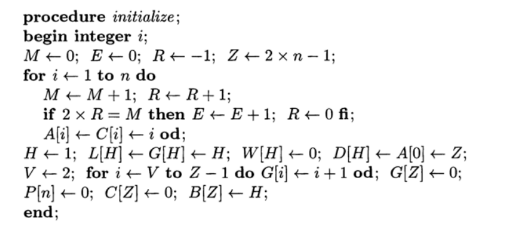 procedure initialize;
begin integer i;
M ← 0; E ← 0; R ← −1; Z ← 2 × n − 1;
for i ← 1 to n do
M ← M + 1; R ← R + 1;
if 2 × R = M then E ← E + 1; R ← 0 fi;
A[i] ← C[i] ← i od;
H ← 1; L[H] ← G[H] ← H; W[H] ← 0; D[H] ← A[0] ← Z;
V ← 2; for i ← V to Z − 1 do G[i] ← i + 1 od; G[Z] ← 0;
P[n] ← 0; C[Z] ← 0; B[Z] ← H;
end;